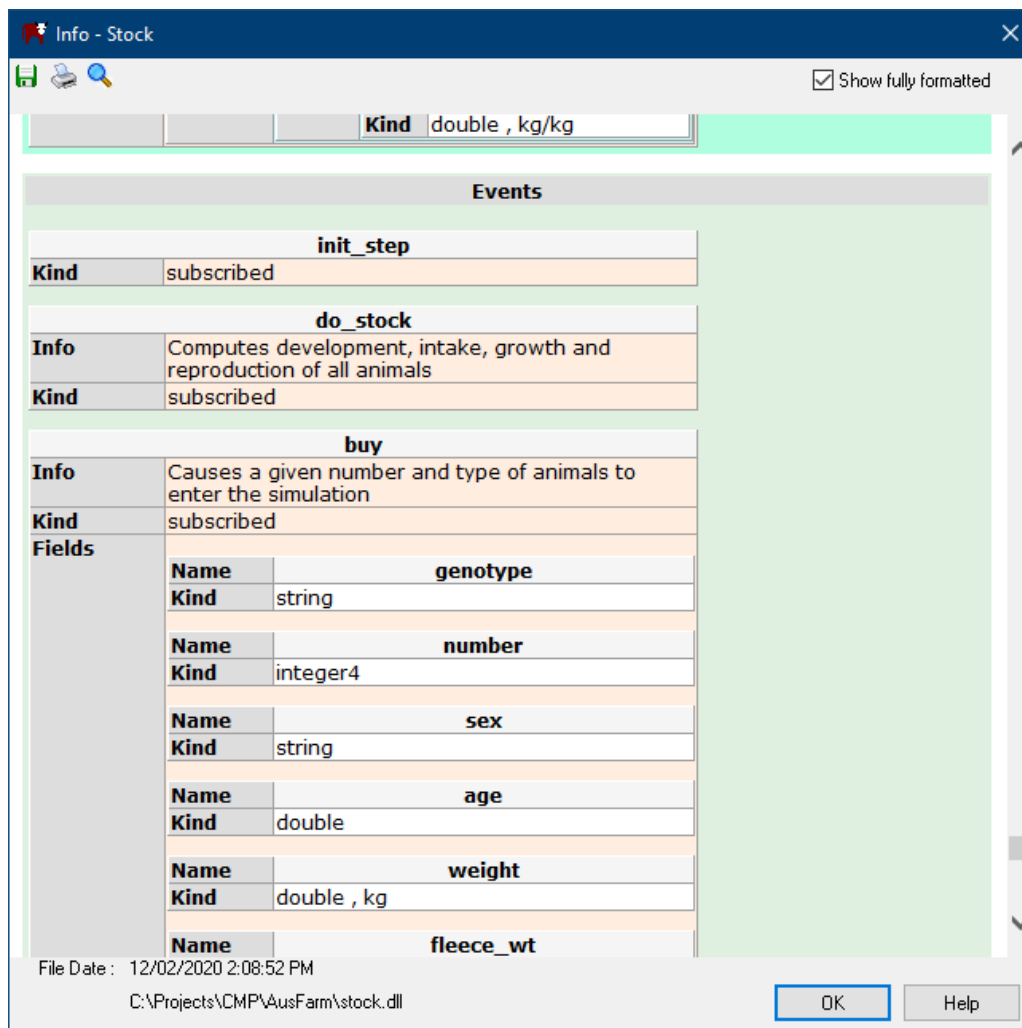 Info - Stock
Show fully formatted
Kind double , kg/kg
Events
init_step
Kind subscribed
do_stock
Info Computes development, intake, growth and
reproduction of all animals
Kind subscribed
buy
Info Causes a given number and type of animals to
enter the simulation
Kind subscribed
Fields
Name genotype
Kind string
Name number
Kind integer4
Name sex
Kind string
Name age
Kind double
Name weight
Kind double , kg
Name fleece_wt
File Date : 12/02/2020 2:08:52 PM
C:\Projects\CMP\AusFarm\stock.dll
OK Help